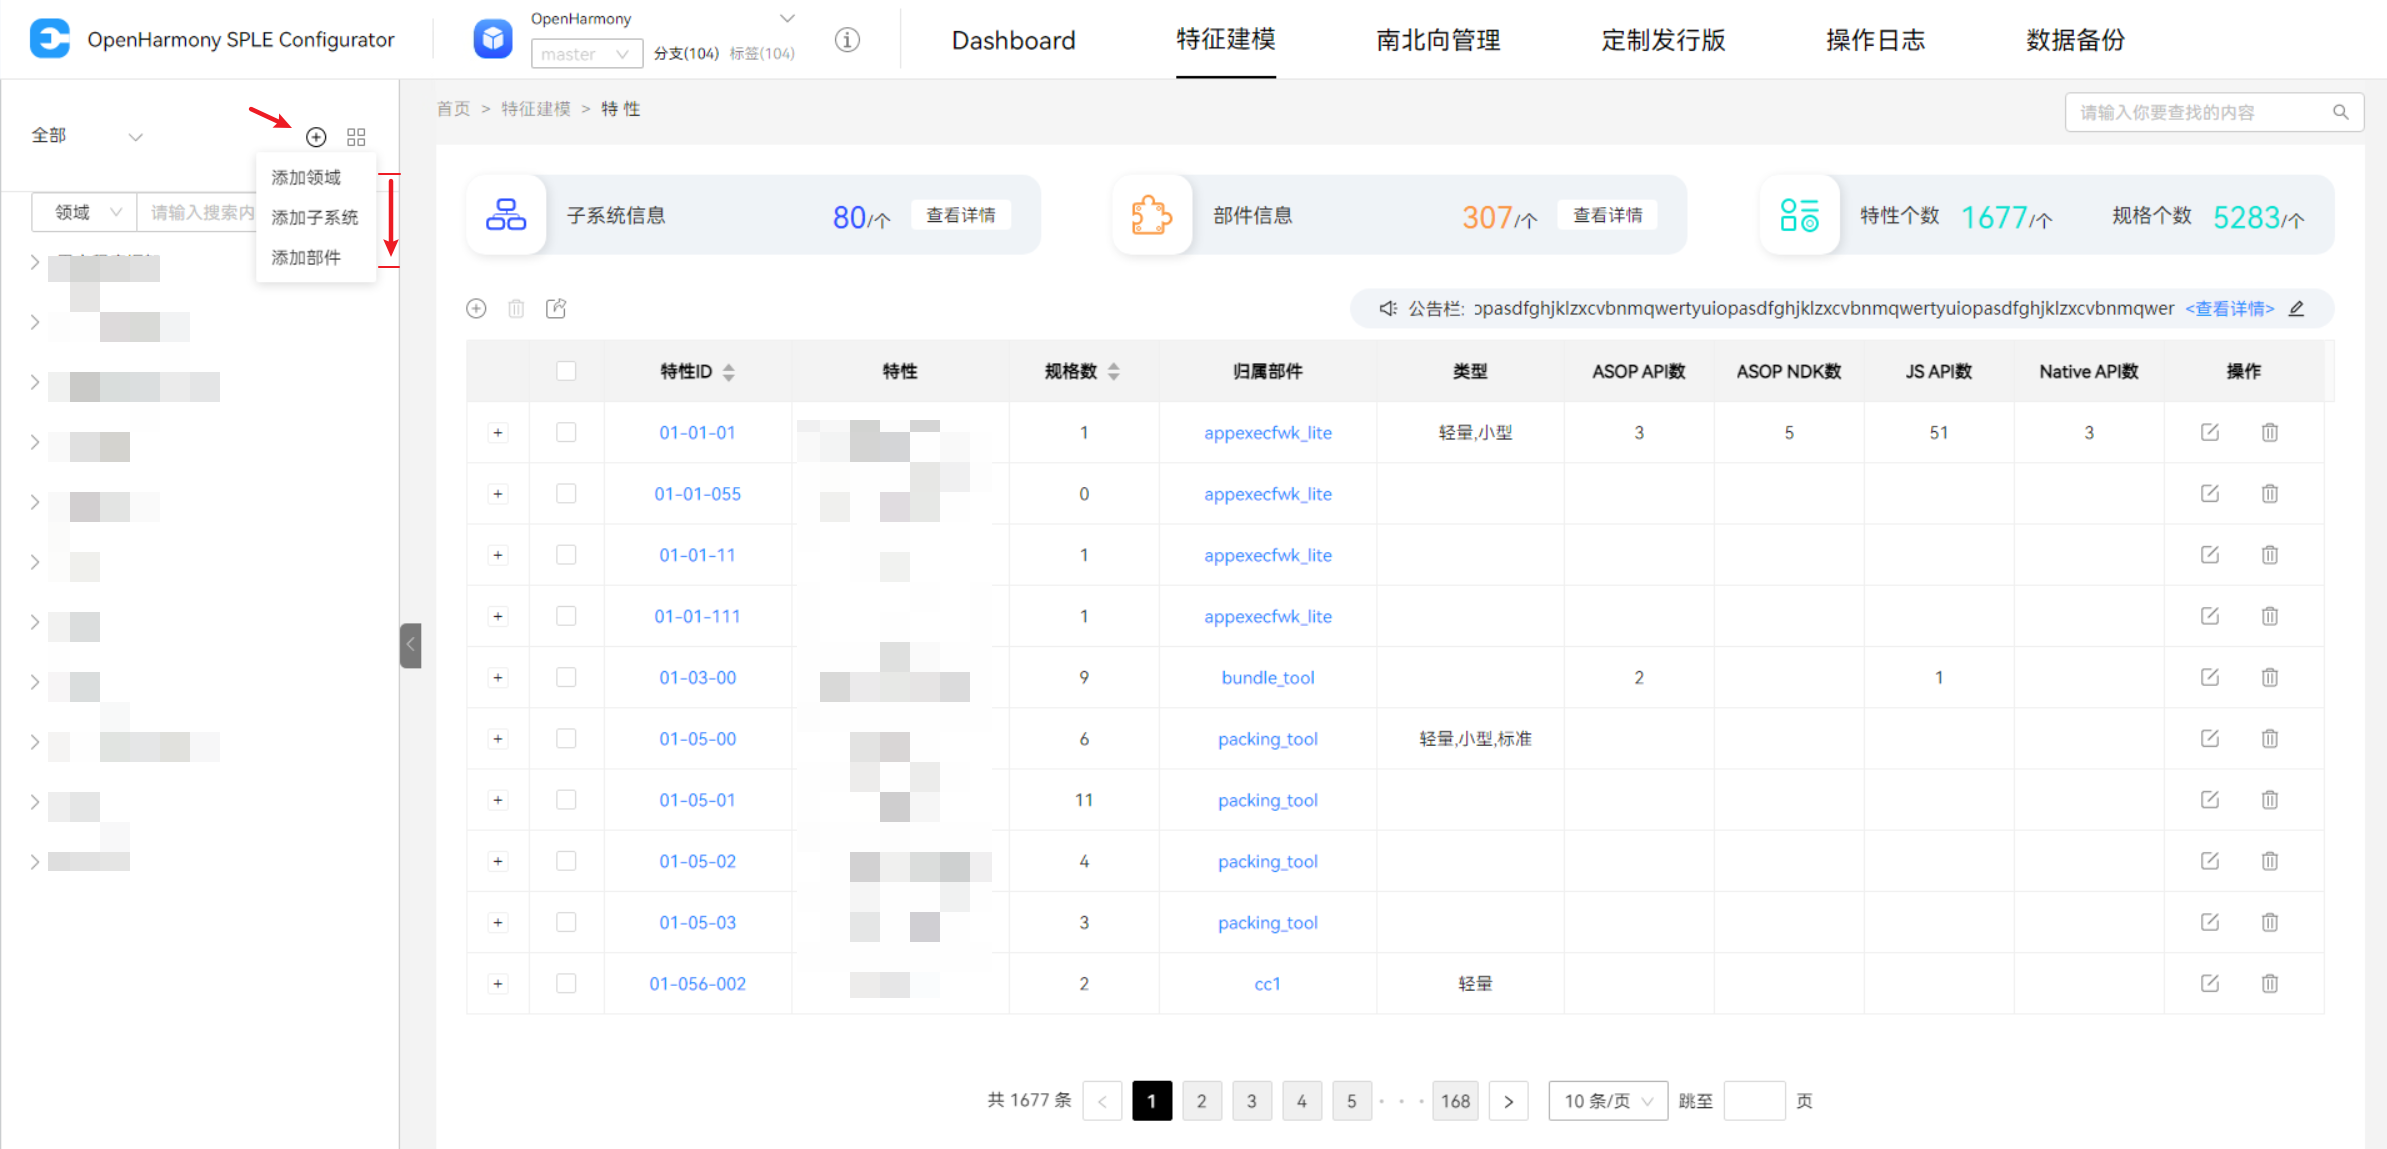 OpenHarmony SPLE Configurator
OpenHarmony
master
分支(104) 标签(104)
Dashboard
特征建模
南北向管理
定制发行版
操作日志
数据备份
全部
添加领域
添加子系统
添加部件
领域
请输入搜索内
首页 > 特征建模 > 特 性
请输入你要查找的内容
子系统信息 80/个 查看详情
部件信息 307/个 查看详情
特性个数 1677/个 规格个数 5283/个
公告栏: opasdfghjklzxcvbnmqwertyuiopasdfghjklzxcvbnmqwertyuiopasdfghjklzxcvbnmqwer <查看详情>
特性ID 特性 规格数 归属部件 类型 ASOP API数 ASOP NDK数 JS API数 Native API数 操作
+ 01-01-01 1 appexecfwk_lite 轻量,小型 3 5 51 3
+ 01-01-055 0 appexecfwk_lite
+ 01-01-11 1 appexecfwk_lite
+ 01-01-111 1 appexecfwk_lite
+ 01-03-00 9 bundle_tool 2 1
+ 01-05-00 6 packing_tool 轻量,小型,标准
+ 01-05-01 11 packing_tool
+ 01-05-02 4 packing_tool
+ 01-05-03 3 packing_tool
+ 01-056-002 2 cc1 轻量
共 1677 条 < 1 2 3 4 5 ··· 168 > 10 条/页 跳至 页